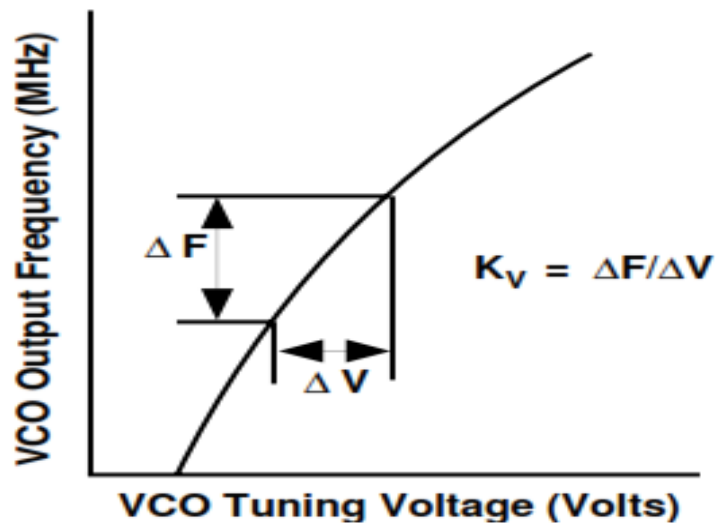 VCO Output Frequency (MHz)
Δ F
K_V = ΔF/ΔV
Δ V
VCO Tuning Voltage (Volts)